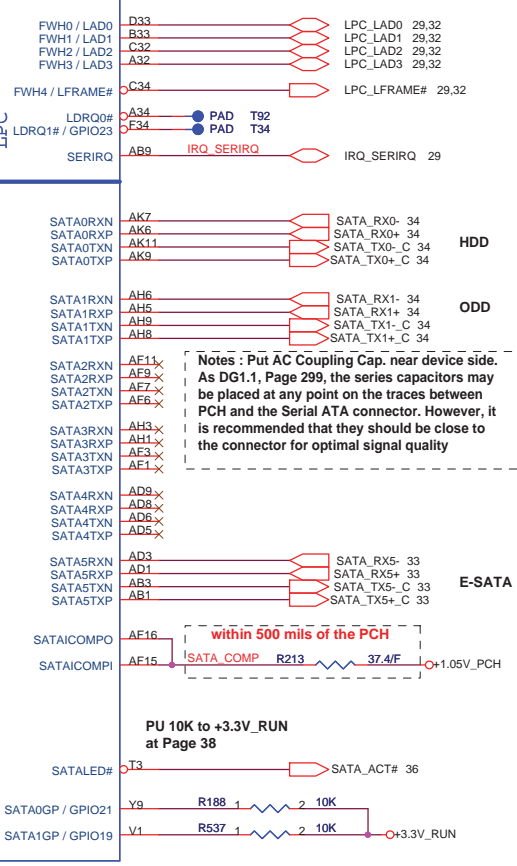 FWH0 / LAD0 D33 LPC_LAD0 29,32
FWH1 / LAD1 B33 LPC_LAD1 29,32
FWH2 / LAD2 C32 LPC_LAD2 29,32
FWH3 / LAD3 A32 LPC_LAD3 29,32
FWH4 / LFRAME# C34 LPC_LFRAME# 29,32
LPC
LDRQ0# A34 PAD T92
LDRQ1# / GPIO23 F34 PAD T34
SERIRQ AB9 IRQ_SERIRQ IRQ_SERIRQ 29
SATA0RXN AK7 SATA_RX0- 34
SATA0RXP AK6 SATA_RX0+ 34
SATA0TXN AK11 SATA_TX0-_C 34
SATA0TXP AK9 SATA_TX0+_C 34
HDD
SATA1RXN AH6 SATA_RX1- 34
SATA1RXP AH5 SATA_RX1+ 34
SATA1TXN AH9 SATA_TX1-_C 34
SATA1TXP AH8 SATA_TX1+_C 34
ODD
SATA2RXN AF11
SATA2RXP AF9
SATA2TXN AF7
SATA2TXP AF6
SATA3RXN AH3
SATA3RXP AH1
SATA3TXN AF3
SATA3TXP AF1
Notes : Put AC Coupling Cap. near device side.
As DG1.1, Page 299, the series capacitors may
be placed at any point on the traces between
PCH and the Serial ATA connector. However, it
is recommended that they should be close to
the connector for optimal signal quality
SATA4RXN AD9
SATA4RXP AD8
SATA4TXN AD6
SATA4TXP AD5
SATA5RXN AD3 SATA_RX5- 33
SATA5RXP AD1 SATA_RX5+ 33
SATA5TXN AB3 SATA_TX5-_C 33
SATA5TXP AB1 SATA_TX5+_C 33
E-SATA
within 500 mils of the PCH
SATAICOMPO AF16
SATAICOMPI AF15 SATA_COMP R213 37.4/F +1.05V_PCH
PU 10K to +3.3V_RUN
at Page 38
SATALED# T3 SATA_ACT# 36
SATA0GP / GPIO21 Y9 R188 1 2 10K
SATA1GP / GPIO19 V1 R537 1 2 10K +3.3V_RUN